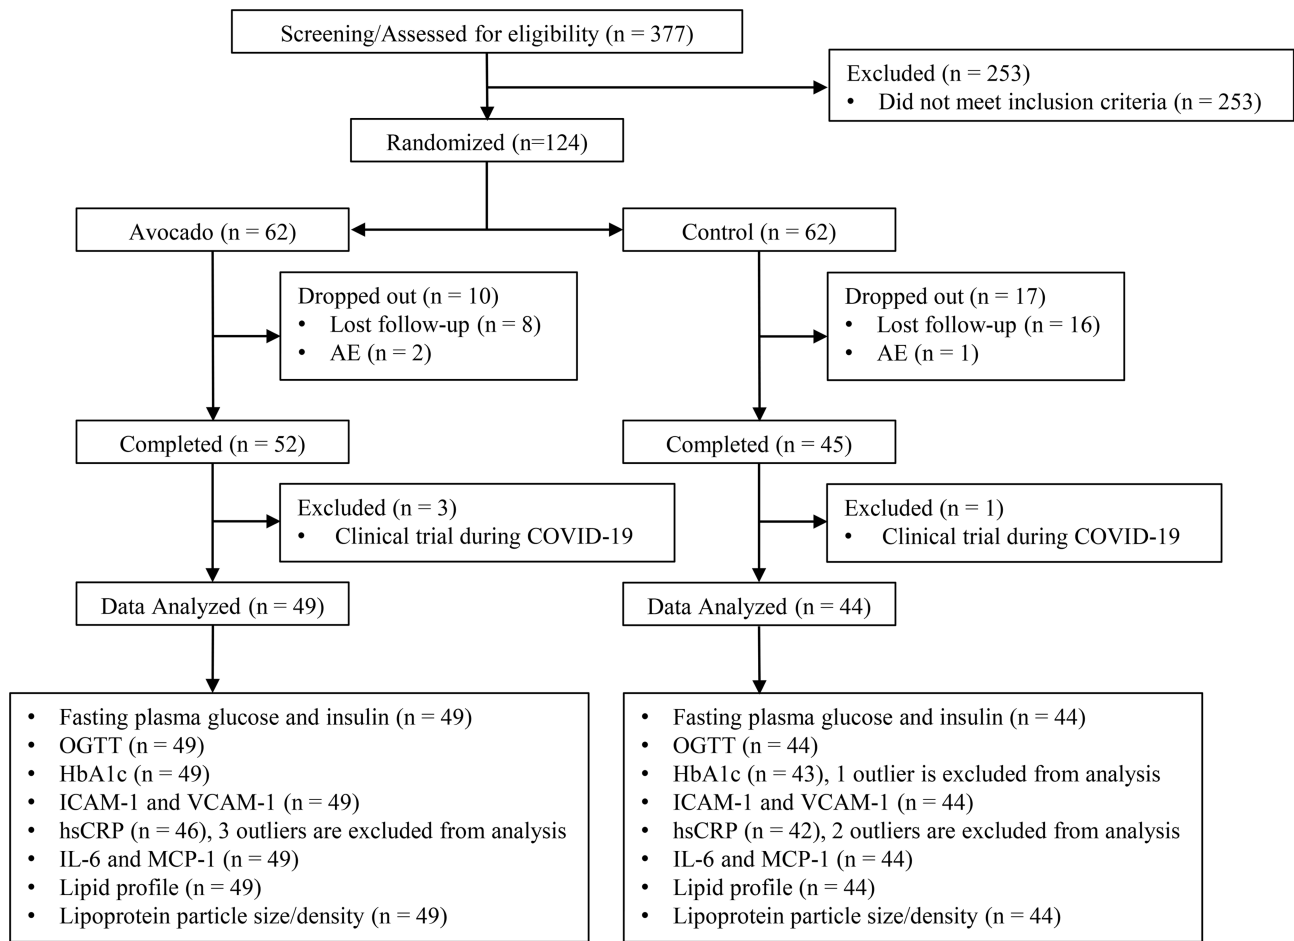 Screening/Assessed for eligibility (n = 377)
Excluded (n = 253)
• Did not meet inclusion criteria (n = 253)
Randomized (n=124)
Avocado (n = 62)
Control (n = 62)
Dropped out (n = 10)
• Lost follow-up (n = 8)
• AE (n = 2)
Dropped out (n = 17)
• Lost follow-up (n = 16)
• AE (n = 1)
Completed (n = 52)
Completed (n = 45)
Excluded (n = 3)
• Clinical trial during COVID-19
Excluded (n = 1)
• Clinical trial during COVID-19
Data Analyzed (n = 49)
Data Analyzed (n = 44)
• Fasting plasma glucose and insulin (n = 49)
• OGTT (n = 49)
• HbA1c (n = 49)
• ICAM-1 and VCAM-1 (n = 49)
• hsCRP (n = 46), 3 outliers are excluded from analysis
• IL-6 and MCP-1 (n = 49)
• Lipid profile (n = 49)
• Lipoprotein particle size/density (n = 49)
• Fasting plasma glucose and insulin (n = 44)
• OGTT (n = 44)
• HbA1c (n = 43), 1 outlier is excluded from analysis
• ICAM-1 and VCAM-1 (n = 44)
• hsCRP (n = 42), 2 outliers are excluded from analysis
• IL-6 and MCP-1 (n = 44)
• Lipid profile (n = 44)
• Lipoprotein particle size/density (n = 44)